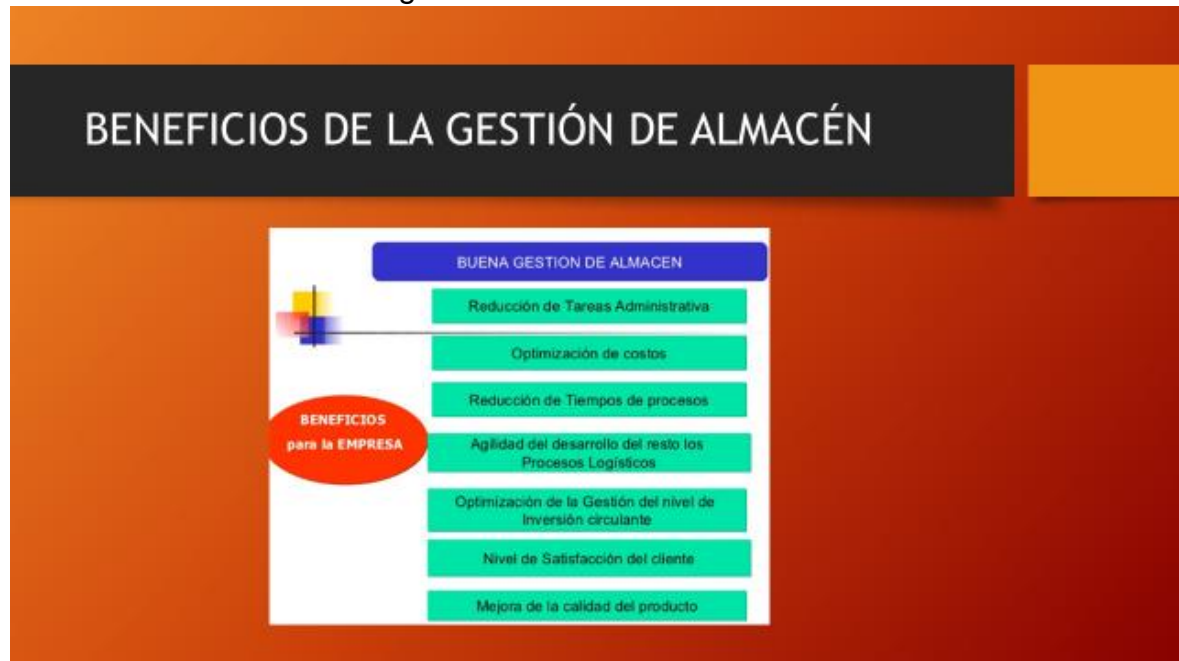 BENEFICIOS DE LA GESTIÓN DE ALMACÉN
BUENA GESTION DE ALMACEN
Reducción de Tareas Administrativa
Optimización de costos
Reducción de Tiempos de procesos
BENEFICIOS
para la EMPRESA
Agilidad del desarrollo del resto los
Procesos Logísticos
Optimización de la Gestión del nivel de
Inversión circulante
Nivel de Satisfacción del cliente
Mejora de la calidad del producto